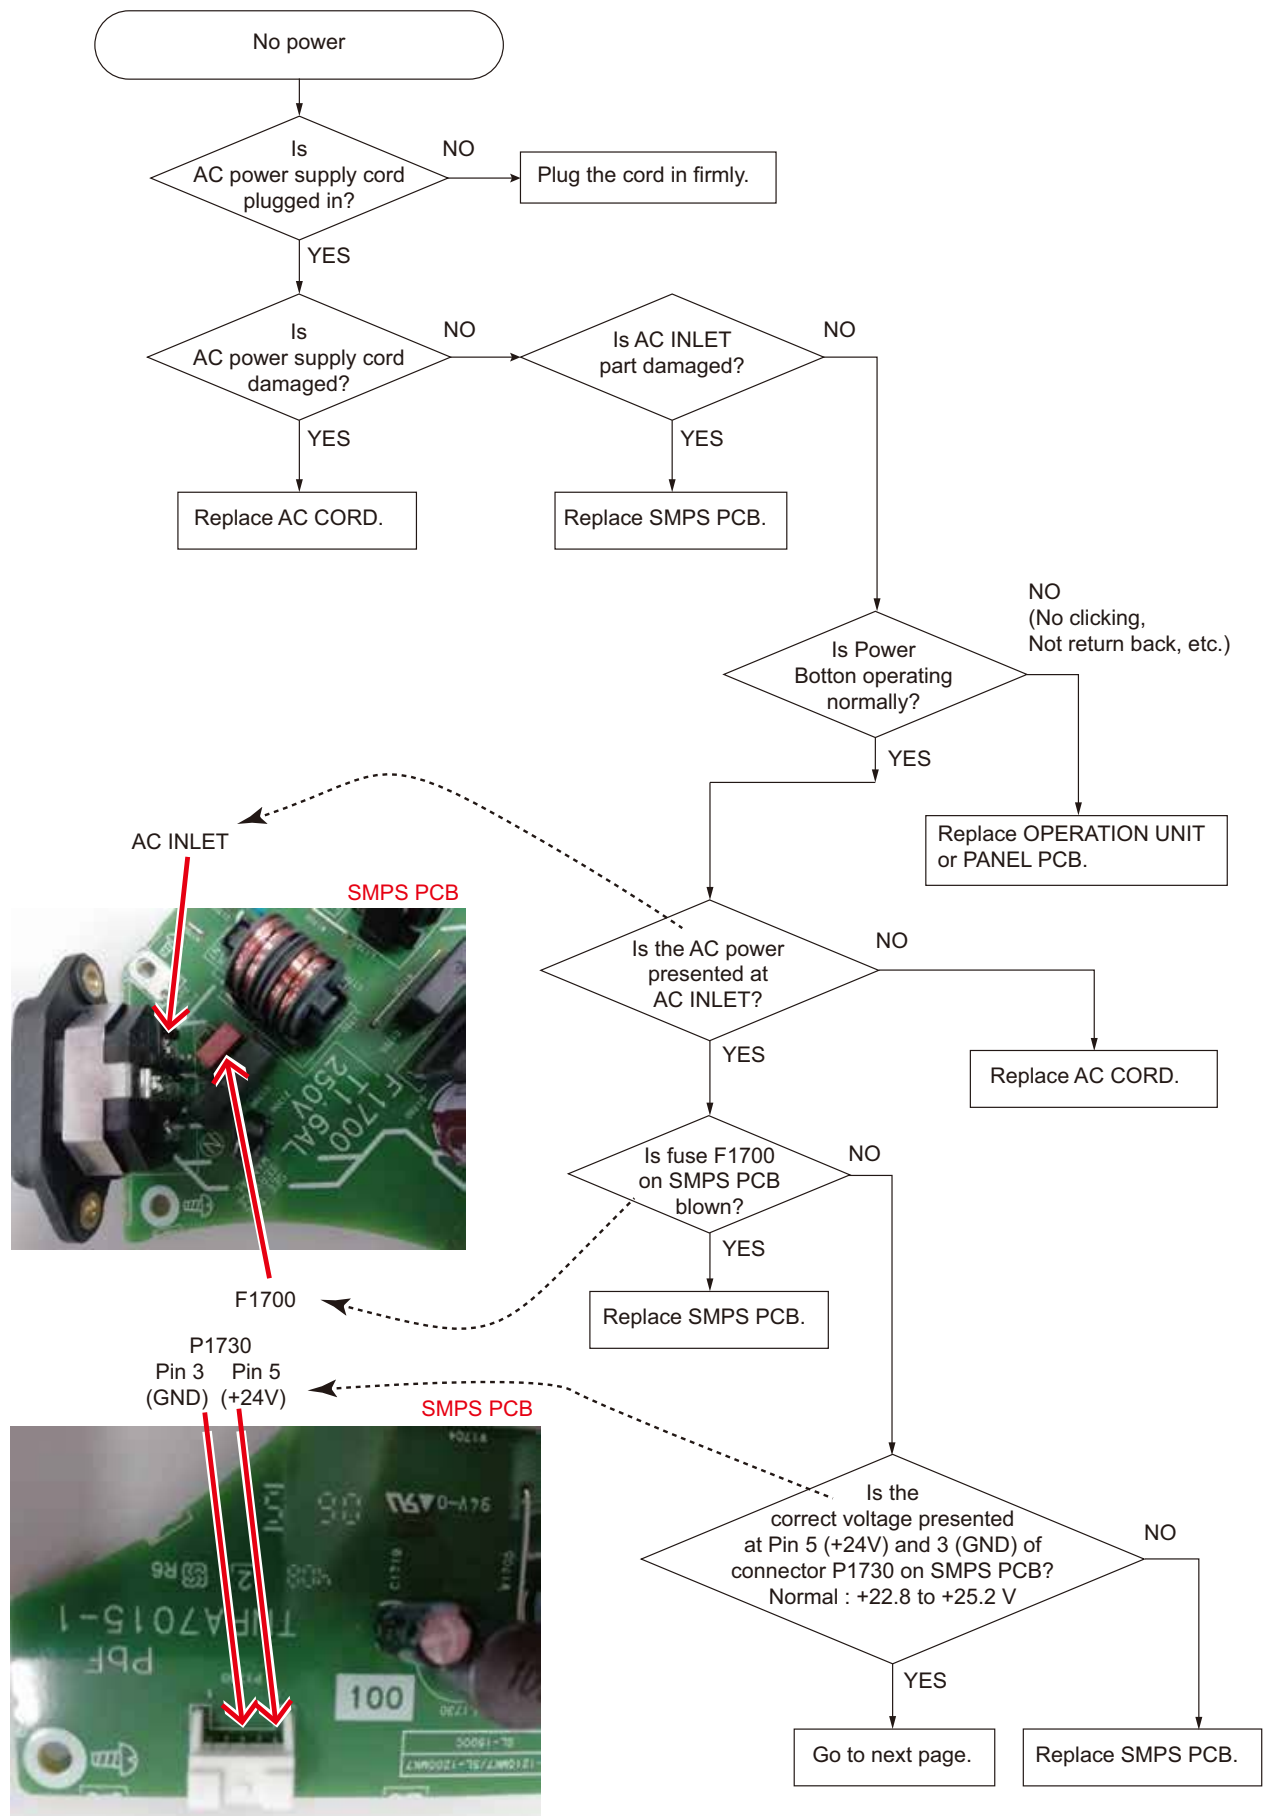 No power
Is
AC power supply cord
plugged in?
NO
Plug the cord in firmly.
YES
Is
AC power supply cord
damaged?
NO
Is AC INLET
part damaged?
NO
YES
YES
Replace AC CORD.
Replace SMPS PCB.
Is Power
Botton operating
normally?
NO
(No clicking,
Not return back, etc.)
YES
Replace OPERATION UNIT
or PANEL PCB.
AC INLET
SMPS PCB
Is the AC power
presented at
AC INLET?
NO
YES
Replace AC CORD.
F1700
T1.6AL
250V
N
Is fuse F1700
on SMPS PCB
blown?
NO
YES
Replace SMPS PCB.
F1700
P1730
Pin 3 Pin 5
(GND) (+24V)
SMPS PCB
Is the
correct voltage presented
at Pin 5 (+24V) and 3 (GND) of
connector P1730 on SMPS PCB?
Normal : +22.8 to +25.2 V
NO
YES
Go to next page.
Replace SMPS PCB.
94V-0
C1710
R6
2
PbF
100
SL-1500C